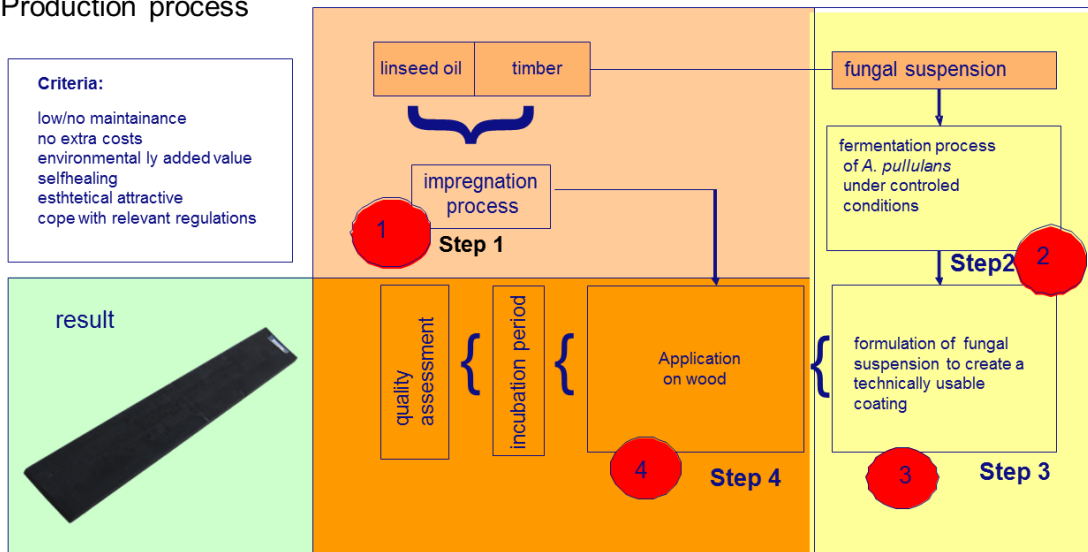 Production process
Criteria:
low/no maintainance
no extra costs
environmental ly added value
selfhealing
esthtetical attractive
cope with relevant regulations
linseed oil
timber
fungal suspension
impregnation
process
1
Step 1
fermentation process
of A. pullulans
under controled
conditions
Step2
2
result
quality
assessment
{
incubation period
{
Application
on wood
{
formulation of fungal
suspension to create a
technically usable
coating
4
Step 4
3
Step 3